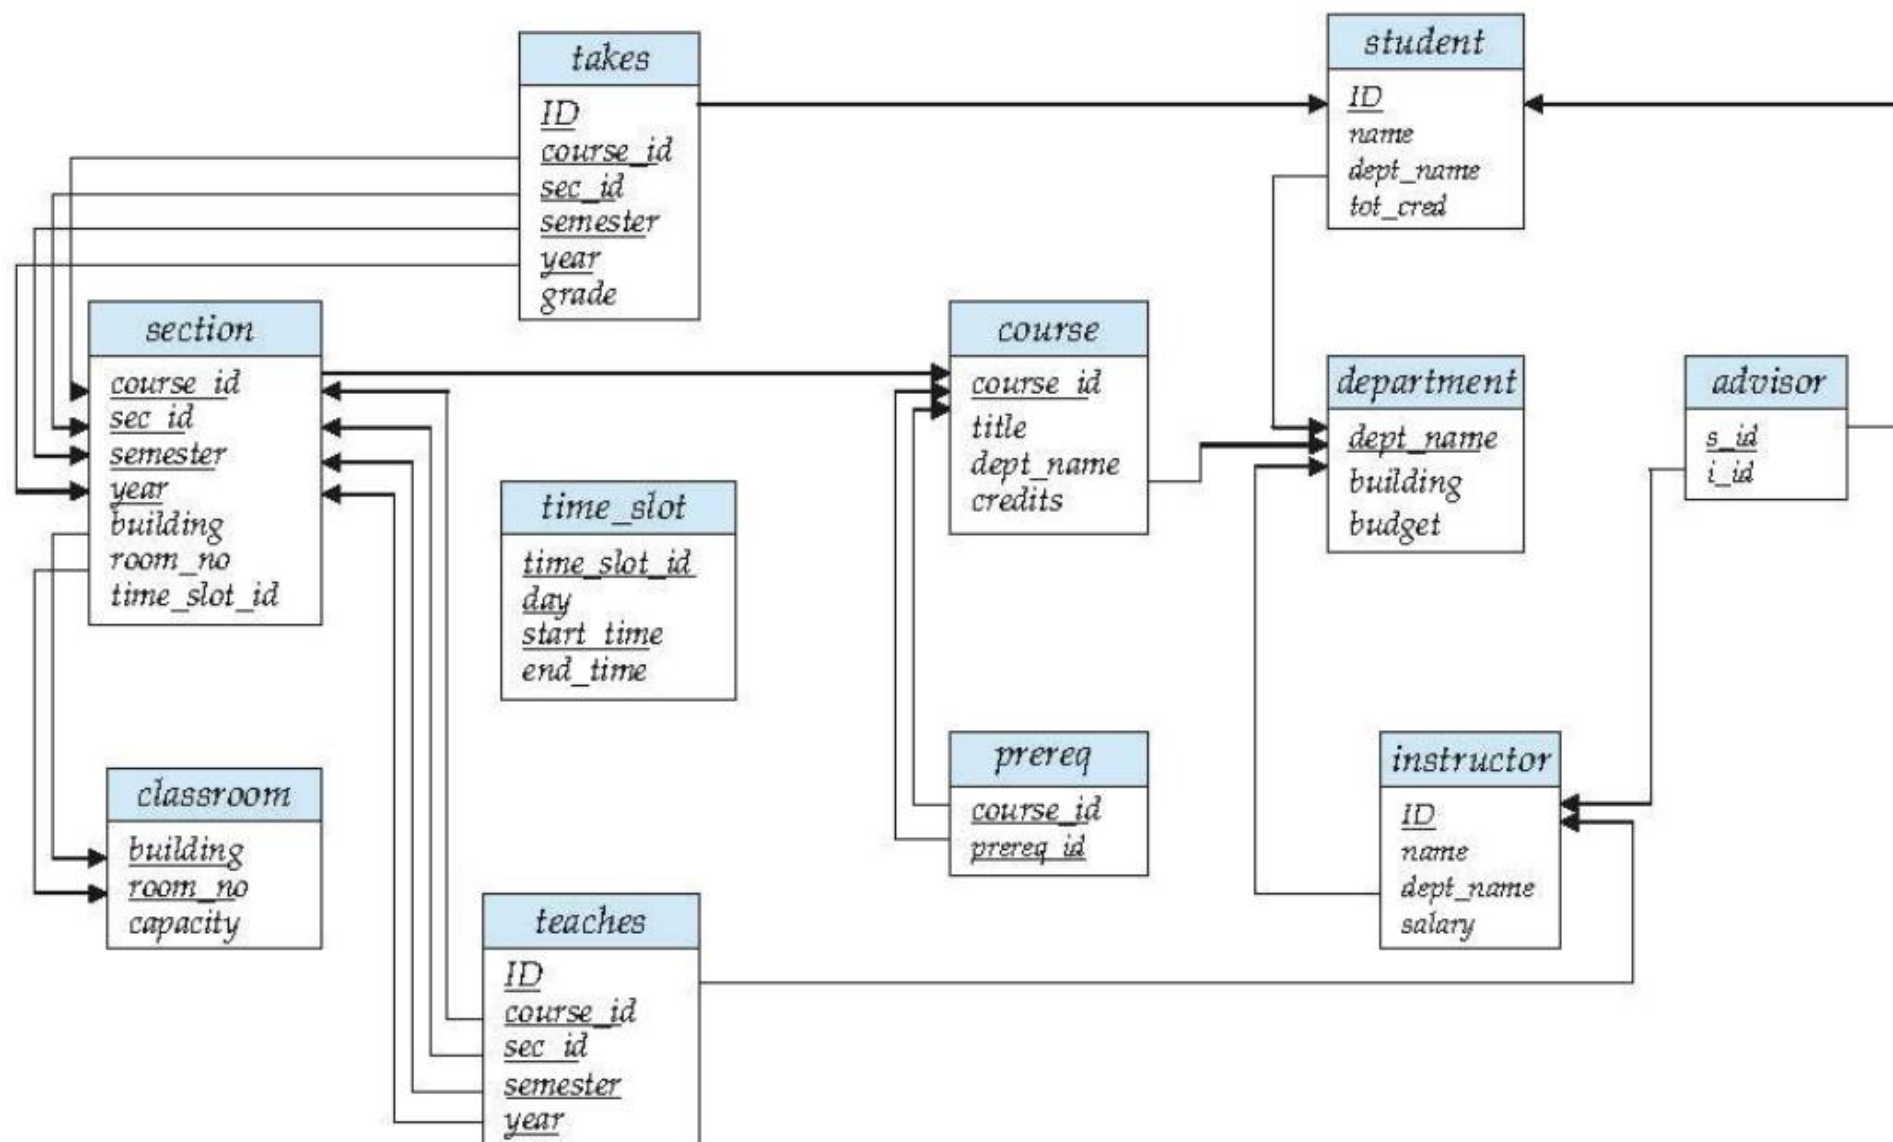 takes
ID
course_id
sec_id
semester
year
grade
student
ID
name
dept_name
tot_cred
section
course_id
sec_id
semester
year
building
room_no
time_slot_id
course
course_id
title
dept_name
credits
department
dept_name
building
budget
advisor
s_id
i_id
time_slot
time_slot_id
day
start_time
end_time
prereq
course_id
prereq_id
instructor
ID
name
dept_name
salary
classroom
building
room_no
capacity
teaches
ID
course_id
sec_id
semester
year